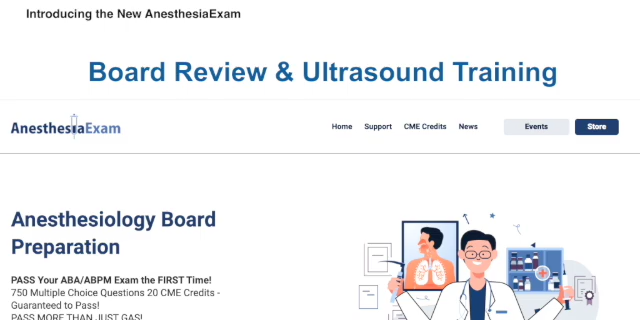 Introducing the New AnesthesiaExam
Board Review & Ultrasound Training
AnesthesiaExam
Home Support CME Credits News Events Store
Anesthesiology Board
Preparation
PASS Your ABA/ABPM Exam the FIRST Time!
750 Multiple Choice Questions 20 CME Credits -
Guaranteed to Pass!
PASS MORE THAN JUST GAS!